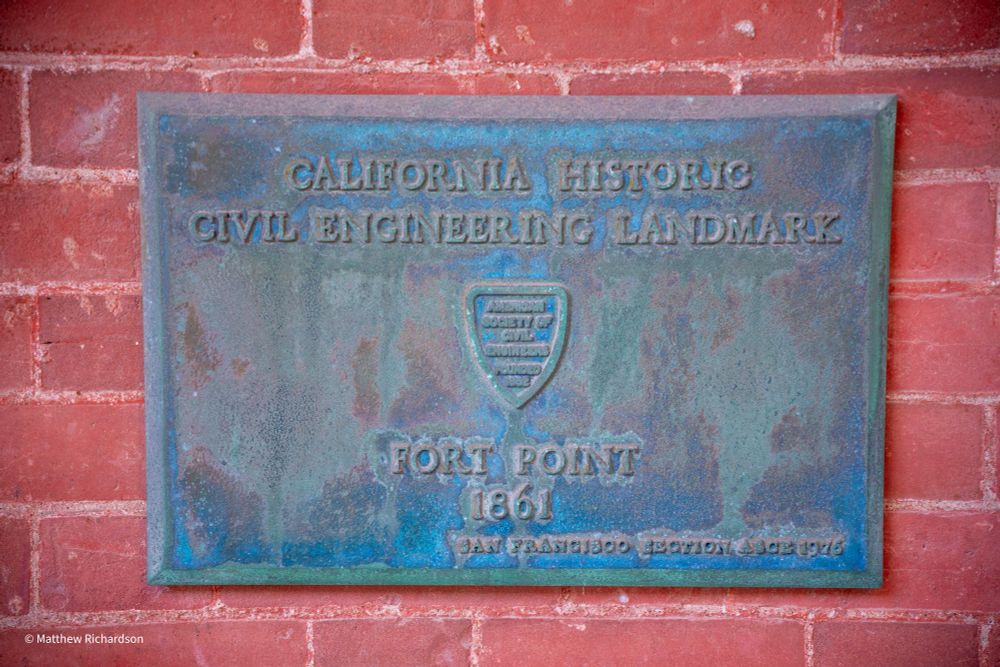 CALIFORNIA HISTORIC
CIVIL ENGINEERING LANDMARK
AMERICAN
SOCIETY OF
CIVIL
ENGINEERS
FOUNDED
1852
FORT POINT
1861
SAN FRANCISCO SECTION ASCE 1976
© Matthew Richardson